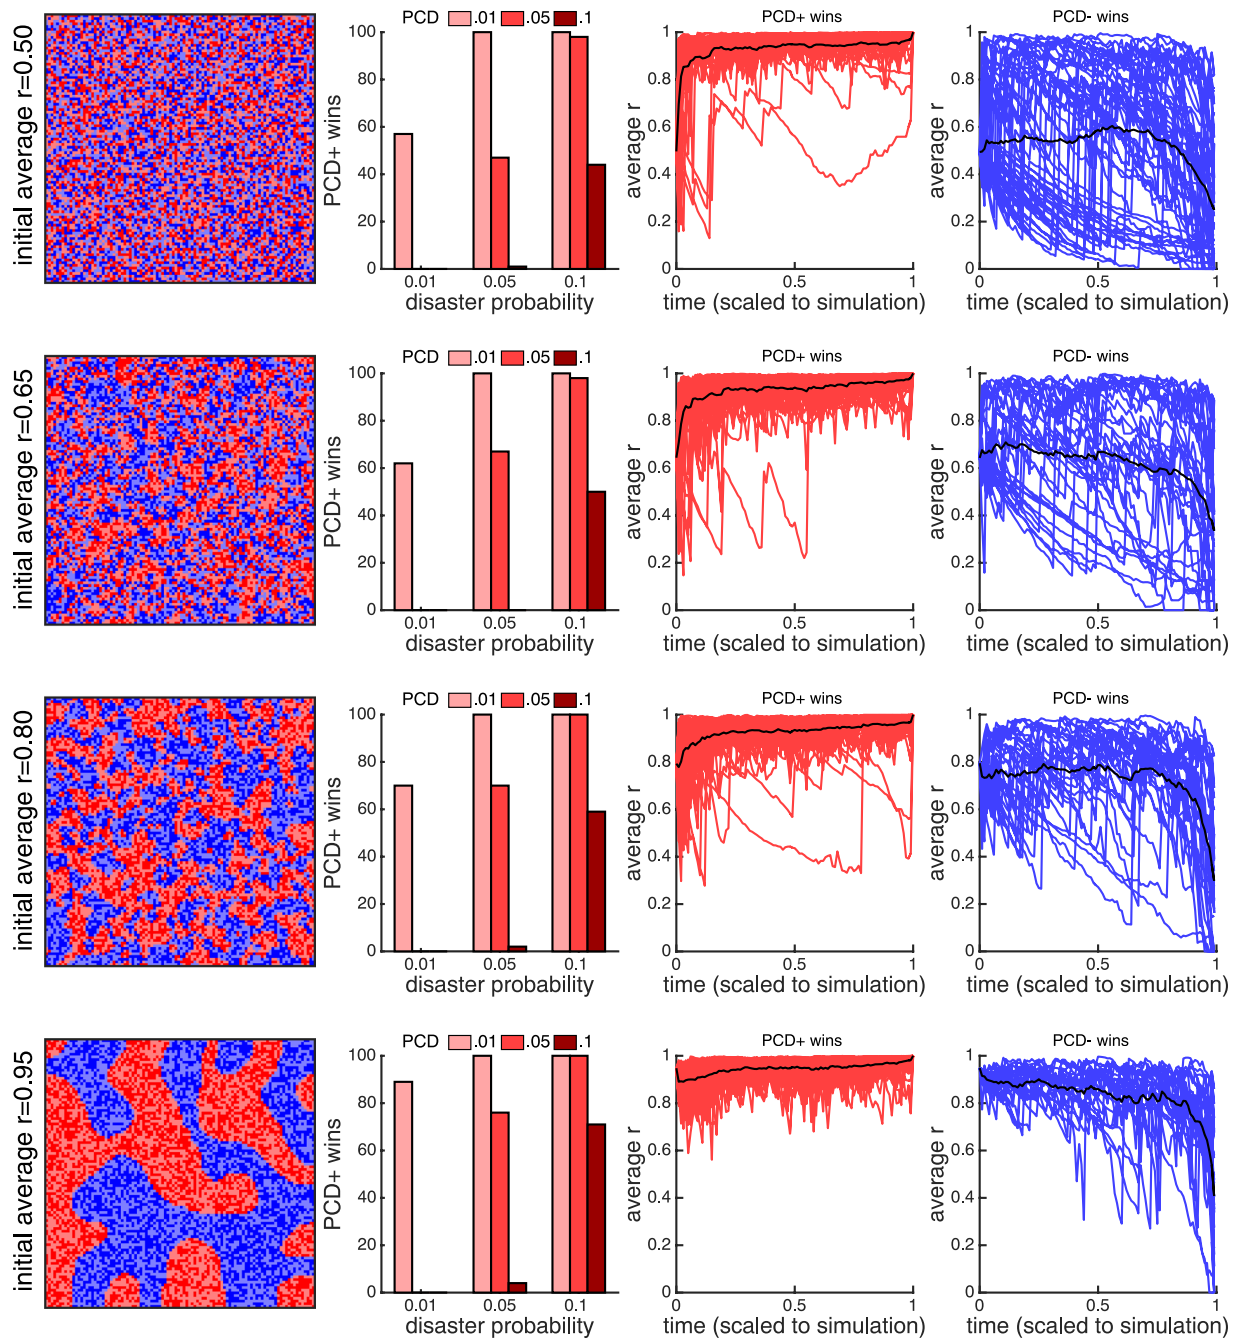 initial average r=0.50
PCD .01 .05 .1
PCD+ wins
100
80
60
40
20
0
0.01 0.05 0.1
disaster probability
PCD+ wins
average r
1
0.8
0.6
0.4
0.2
0
0 0.5 1
time (scaled to simulation)
PCD- wins
average r
1
0.8
0.6
0.4
0.2
0
0 0.5 1
time (scaled to simulation)
initial average r=0.65
PCD .01 .05 .1
PCD+ wins
100
80
60
40
20
0
0.01 0.05 0.1
disaster probability
PCD+ wins
average r
1
0.8
0.6
0.4
0.2
0
0 0.5 1
time (scaled to simulation)
PCD- wins
average r
1
0.8
0.6
0.4
0.2
0
0 0.5 1
time (scaled to simulation)
initial average r=0.80
PCD .01 .05 .1
PCD+ wins
100
80
60
40
20
0
0.01 0.05 0.1
disaster probability
PCD+ wins
average r
1
0.8
0.6
0.4
0.2
0
0 0.5 1
time (scaled to simulation)
PCD- wins
average r
1
0.8
0.6
0.4
0.2
0
0 0.5 1
time (scaled to simulation)
initial average r=0.95
PCD .01 .05 .1
PCD+ wins
100
80
60
40
20
0
0.01 0.05 0.1
disaster probability
PCD+ wins
average r
1
0.8
0.6
0.4
0.2
0
0 0.5 1
time (scaled to simulation)
PCD- wins
average r
1
0.8
0.6
0.4
0.2
0
0 0.5 1
time (scaled to simulation)